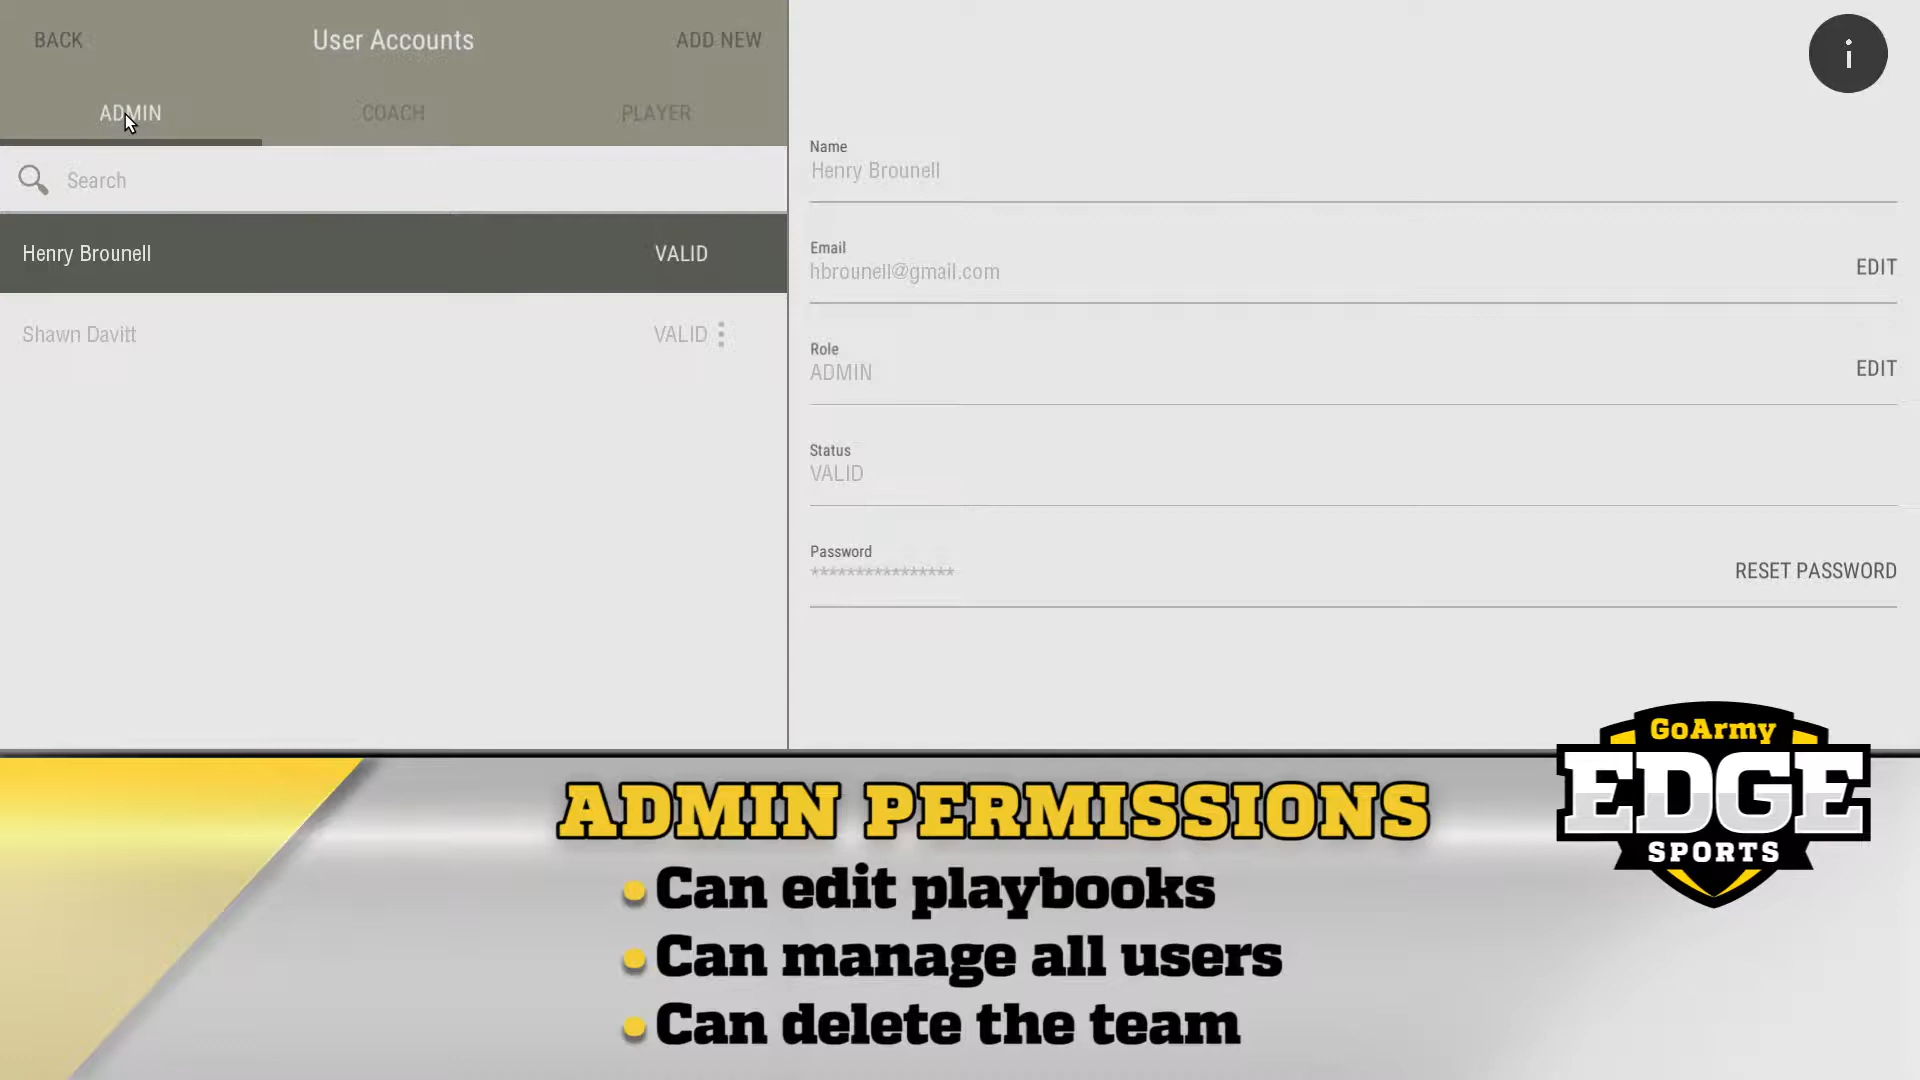 BACK
User Accounts
ADD NEW
ADMIN
COACH
PLAYER
Search
Henry Brounell
VALID
Shawn Davitt
VALID
i
Name
Henry Brounell
Email
hbrounell@gmail.com
EDIT
Role
ADMIN
EDIT
Status
VALID
Password
****************
RESET PASSWORD
GoArmy
EDGE
SPORTS
ADMIN PERMISSIONS
• Can edit playbooks
• Can manage all users
• Can delete the team